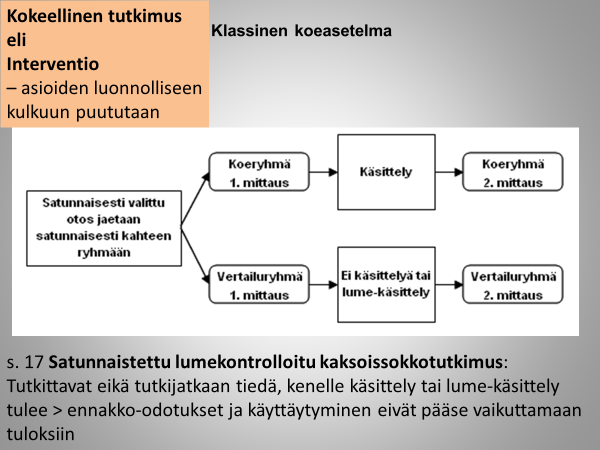 Kokeellinen tutkimus
eli
Interventio
– asioiden luonnolliseen
kulkuun puututaan
Klassinen koeasetelma
Satunnaisesti valittu
otos jaetaan
satunnaisesti kahteen
ryhmään
Koeryhmä
1. mittaus
Käsittely
Koeryhmä
2. mittaus
Vertailuryhmä
1. mittaus
Ei käsittelyä tai
lume-käsittely
Vertailuryhmä
2. mittaus
s. 17 Satunnaistettu lumekontrolloitu kaksoissokkotutkimus:
Tutkittavat eikä tutkijatkaan tiedä, kenelle käsittely tai lume-käsittely
tulee > ennakko-odotukset ja käyttäytyminen eivät pääse vaikuttamaan
tuloksiin